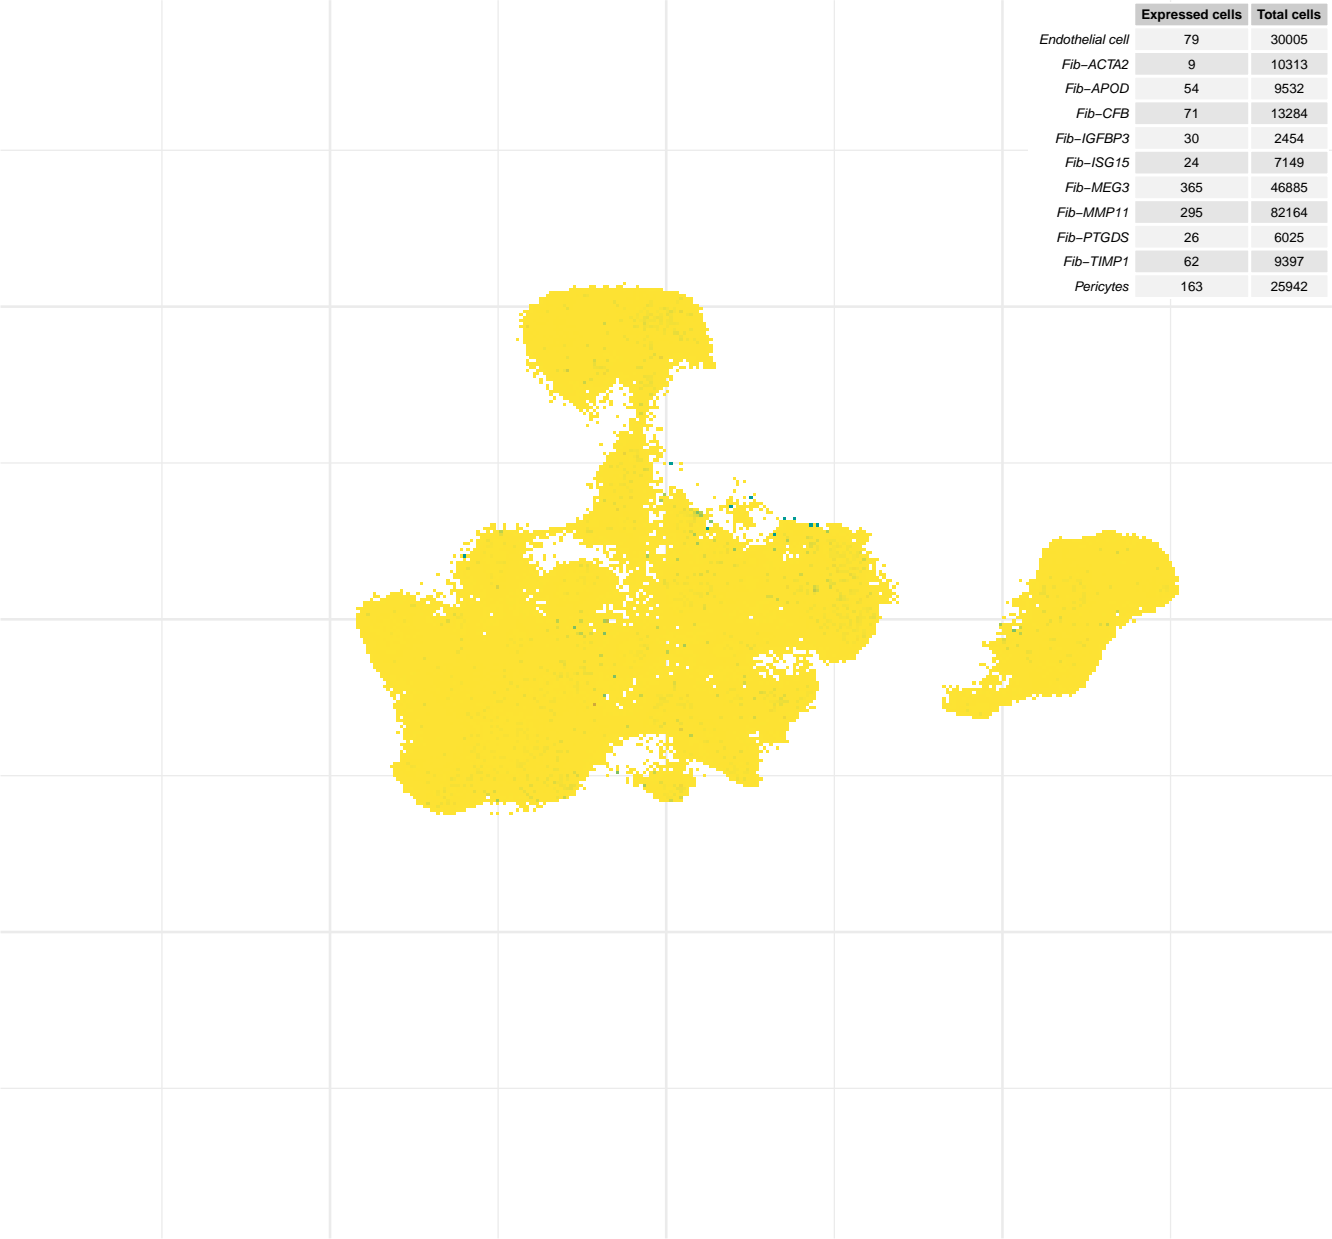 Expressed cells Total cells
Endothelial cell 79 30005
Fib−ACTA2 9 10313
Fib−APOD 54 9532
Fib−CFB 71 13284
Fib−IGFBP3 30 2454
Fib−ISG15 24 7149
Fib−MEG3 365 46885
Fib−MMP11 295 82164
Fib−PTGDS 26 6025
Fib−TIMP1 62 9397
Pericytes 163 25942